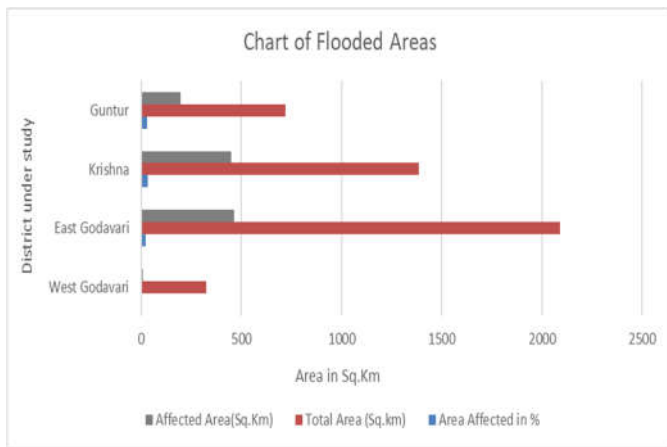 Chart of Flooded Areas
District under study
Guntur
Krishna
East Godavari
West Godavari
0 500 1000 1500 2000 2500
Area in Sq.Km
Affected Area(Sq.Km) Total Area (Sq.km) Area Affected in %